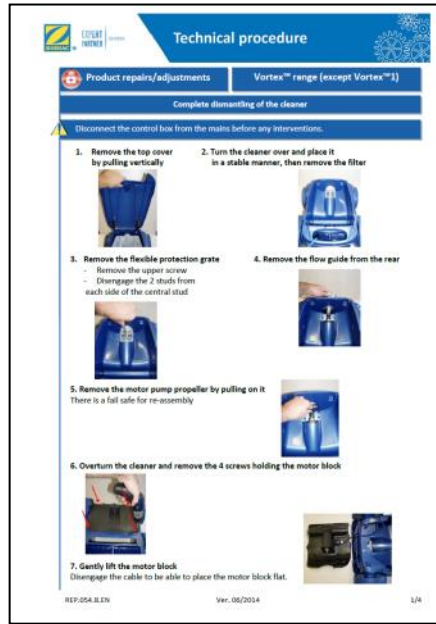 ZODIAC
EXPERT
PARTNER
Technical procedure
Product repairs/adjustments
Vortex™ range (except Vortex™1)
Complete dismantling of the cleaner
Disconnect the control box from the mains before any interventions.
1. Remove the top cover
by pulling vertically
2. Turn the cleaner over and place it
in a stable manner, then remove the filter
3. Remove the flexible protection grate
- Remove the upper screw
- Disengage the 2 studs from
each side of the central stud
4. Remove the flow guide from the rear
5. Remove the motor pump propeller by pulling on it
There is a fail safe for re-assembly
6. Overturn the cleaner and remove the 4 screws holding the motor block
7. Gently lift the motor block
Disengage the cable to be able to place the motor block flat.
REP.054.B.EN
Ver. 06/2014
1/4